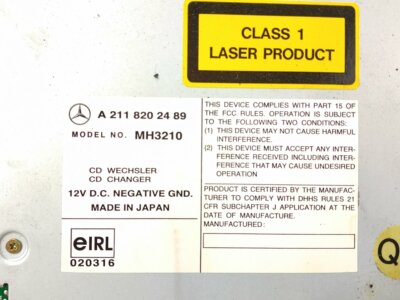 CLASS 1
LASER PRODUCT
A 211 820 24 89
MODEL NO. MH3210
CD WECHSLER
CD CHANGER
12V D.C. NEGATIVE GND.
MADE IN JAPAN
eIRL
020316
THIS DEVICE COMPLIES WITH PART 15 OF
THE FCC RULES. OPERATION IS SUBJECT
TO THE FOLLOWING TWO CONDITIONS:
(1) THIS DEVICE MAY NOT CAUSE HARMFUL
INTERFERENCE.
(2) THIS DEVICE MUST ACCEPT ANY INTER-
FERENCE RECEIVED INCLUDING INTER-
FERENCE THAT MAY CAUSE UNDESIRED
OPERATION
PRODUCT IS CERTIFIED BY THE MANUFAC-
TURER TO COMPLY WITH DHHS RULES 21
CFR SUBCHAPTER J APPLICATION AT THE
DATE OF MANUFACTURE.
MANUFACTURED:
Q